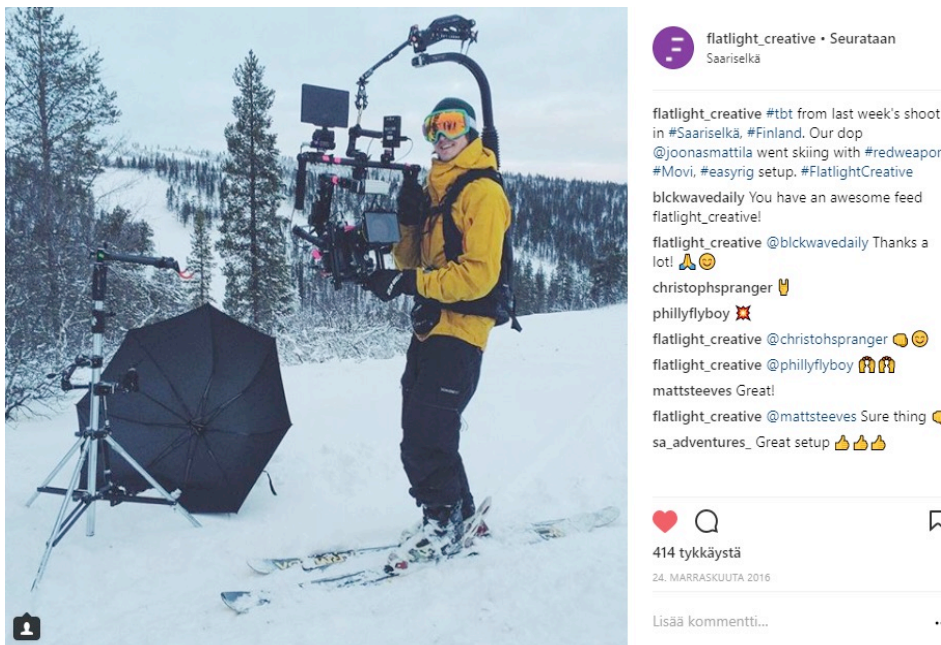 flatlight_creative • Seurataan
Saariselkä
flatlight_creative #tbt from last week's shoot
in #Saariselkä, #Finland. Our dop
@joonasmattila went skiing with #redweapon
#Movi, #easyrig setup. #FlatlightCreative
blckwavedaily You have an awesome feed
flatlight_creative!
flatlight_creative @blckwavedaily Thanks a
lot! 🙏😊
christophspranger 🤘
phillyflyboy 💥
flatlight_creative @christohspranger 👊😊
flatlight_creative @phillyflyboy 🙌🙌
mattsteeves Great!
flatlight_creative @mattsteeves Sure thing 👊
sa_adventures_ Great setup 👍👍👍
414 tykkäystä
24. MARRASKUUTA 2016
Lisää kommentti...